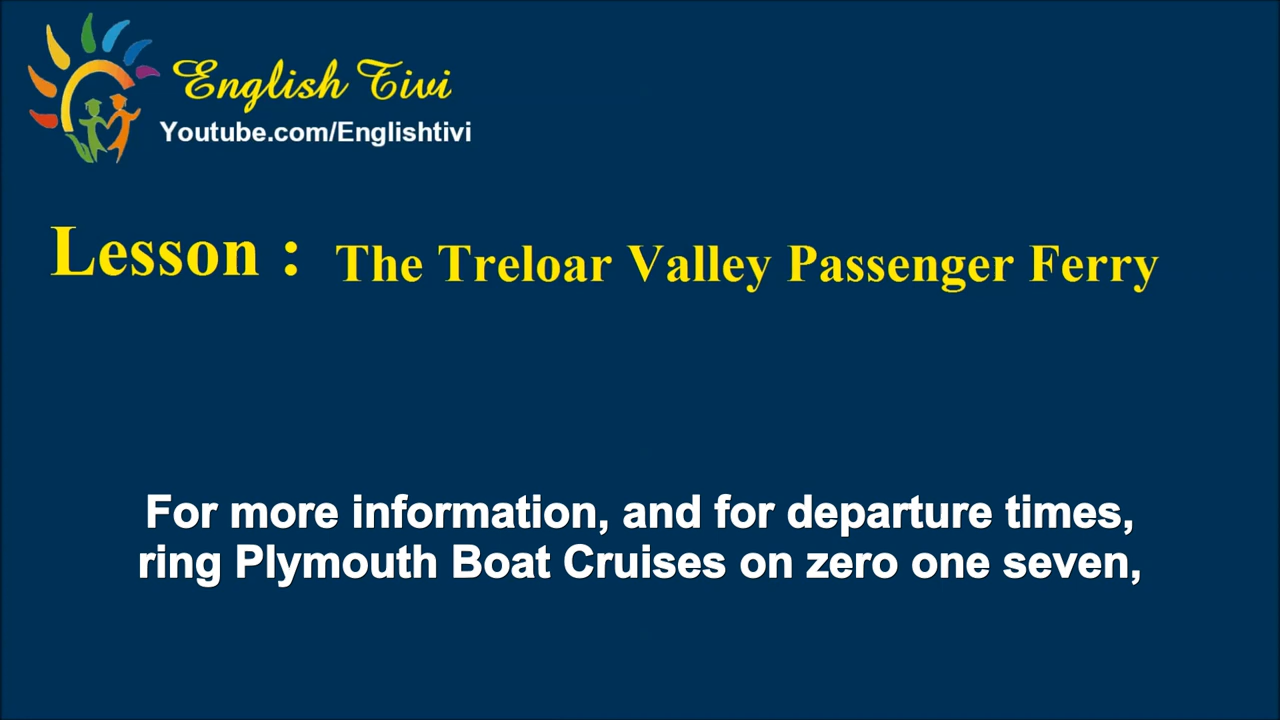 English Tivi
Youtube.com/Englishtivi
Lesson : The Treloar Valley Passenger Ferry
For more information, and for departure times,
ring Plymouth Boat Cruises on zero one seven,